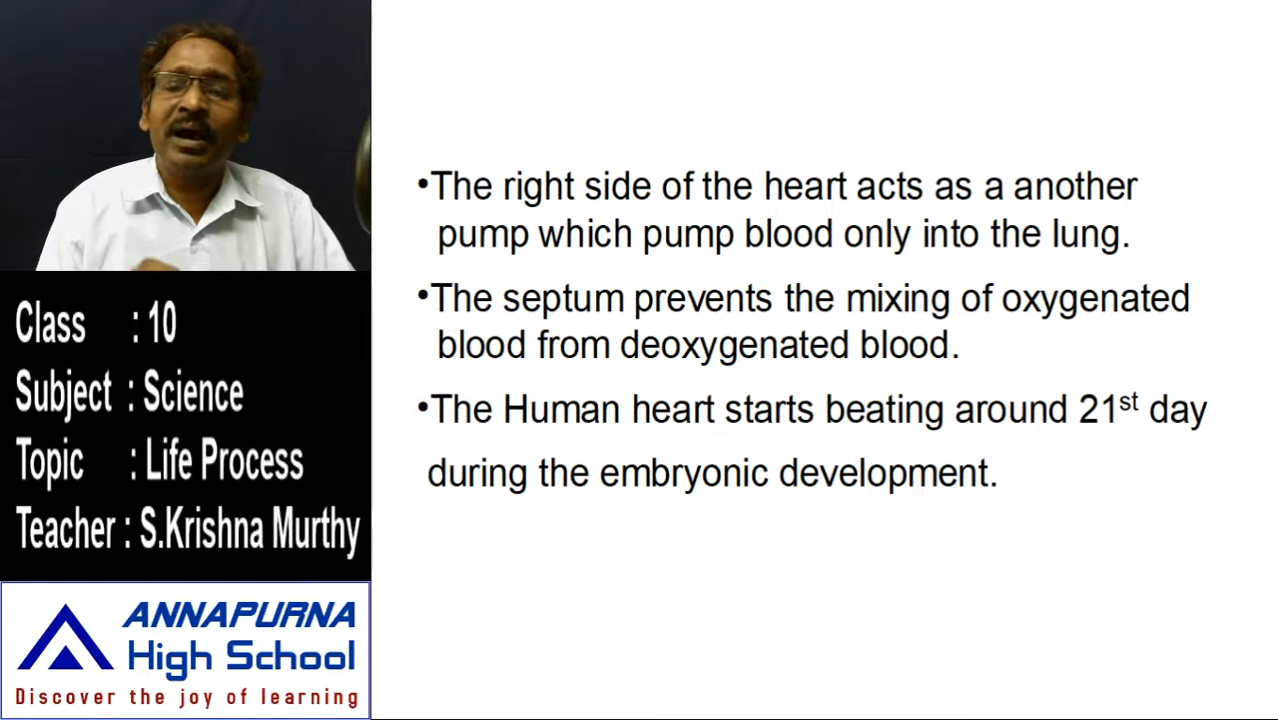 •The right side of the heart acts as a another
pump which pump blood only into the lung.
•The septum prevents the mixing of oxygenated
blood from deoxygenated blood.
•The Human heart starts beating around 21st day
during the embryonic development.
Class : 10
Subject : Science
Topic : Life Process
Teacher : S.Krishna Murthy
ANNAPURNA
High School
Discover the joy of learning